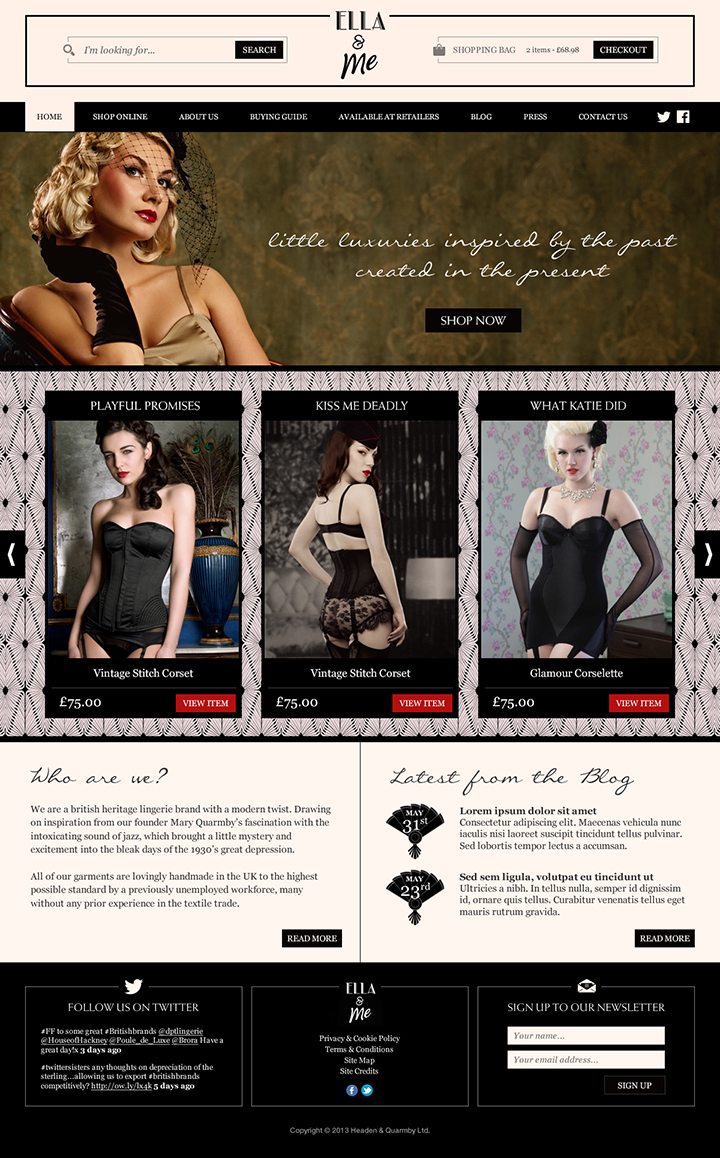 ELLA
&
Me
I'm looking for...
SEARCH
SHOPPING BAG
2 items - £68.98
CHECKOUT
HOME
SHOP ONLINE
ABOUT US
BUYING GUIDE
AVAILABLE AT RETAILERS
BLOG
PRESS
CONTACT US
little luxuries inspired by the past
created in the present
SHOP NOW
PLAYFUL PROMISES
Vintage Stitch Corset
£75.00
VIEW ITEM
KISS ME DEADLY
Vintage Stitch Corset
£75.00
VIEW ITEM
WHAT KATIE DID
Glamour Corselette
£75.00
VIEW ITEM
Who are we?
We are a british heritage lingerie brand with a modern twist. Drawing
on inspiration from our founder Mary Quarmby's fascination with the
intoxicating sound of jazz, which brought a little mystery and
excitement into the bleak days of the 1930's great depression.
All of our garments are lovingly handmade in the UK to the highest
possible standard by a previously unemployed workforce, many
without any prior experience in the textile trade.
READ MORE
Latest from the Blog
MAY
31st
Lorem ipsum dolor sit amet
Consectetur adipiscing elit. Maecenas vehicula nunc
iaculis nisi laoreet suscipit tincidunt tellus pulvinar.
Sed lobortis tempor lectus a accumsan.
MAY
23rd
Sed sem ligula, volutpat eu tincidunt ut
Ultricies a nibh. In tellus nulla, semper id dignissim
id, ornare quis tellus. Curabitur venenatis tellus eget
mauris rutrum gravida.
READ MORE
FOLLOW US ON TWITTER
#FF to some great #Britishbrands @dptlingerie
@HouseofHackney @Poule_de_Luxe @Brora Have a
great day!x 3 days ago
#twittersisters any thoughts on depreciation of the
sterling...allowing us to export #britishbrands
competitively? http://ow.ly/lx4k 5 days ago
ELLA
&
Me
Privacy & Cookie Policy
Terms & Conditions
Site Map
Site Credits
SIGN UP TO OUR NEWSLETTER
Your name...
Your email address...
SIGN UP
Copyright © 2013 Headen & Quarmby Ltd.